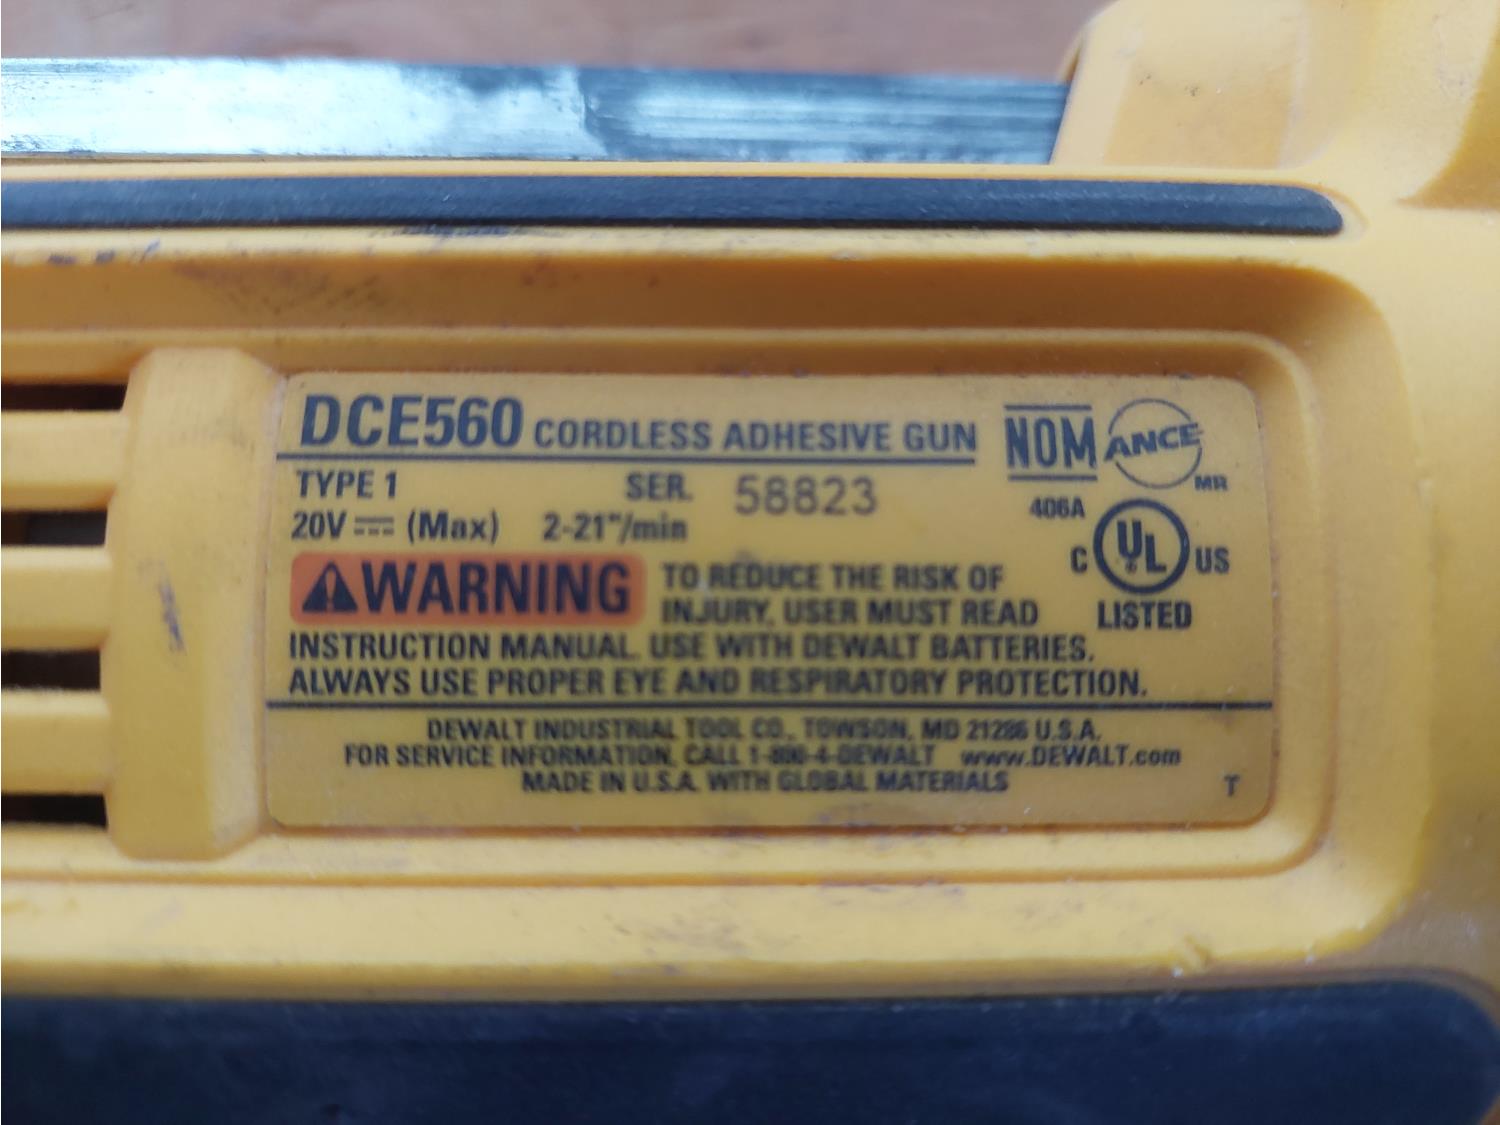 DCE560 CORDLESS ADHESIVE GUN
NOM ANCE MR
TYPE 1 SER. 58823
406A
20V ⎓ (Max) 2-21"/min
C UL US
LISTED
⚠WARNING TO REDUCE THE RISK OF
INJURY, USER MUST READ
INSTRUCTION MANUAL. USE WITH DEWALT BATTERIES.
ALWAYS USE PROPER EYE AND RESPIRATORY PROTECTION.
DEWALT INDUSTRIAL TOOL CO., TOWSON, MD 21286 U.S.A.
FOR SERVICE INFORMATION, CALL 1-800-4-DEWALT www.DEWALT.com
MADE IN U.S.A. WITH GLOBAL MATERIALS
T